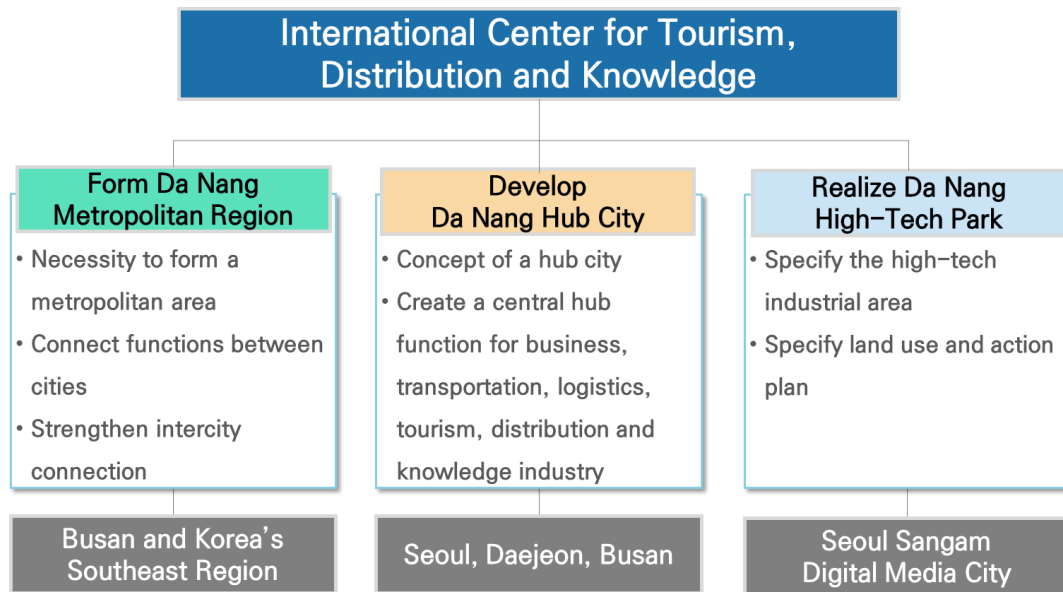 International Center for Tourism,
Distribution and Knowledge
Form Da Nang
Metropolitan Region
• Necessity to form a
metropolitan area
• Connect functions between
cities
• Strengthen intercity
connection
Busan and Korea's
Southeast Region
Develop
Da Nang Hub City
• Concept of a hub city
• Create a central hub
function for business,
transportation, logistics,
tourism, distribution and
knowledge industry
Seoul, Daejeon, Busan
Realize Da Nang
High-Tech Park
• Specify the high-tech
industrial area
• Specify land use and action
plan
Seoul Sangam
Digital Media City